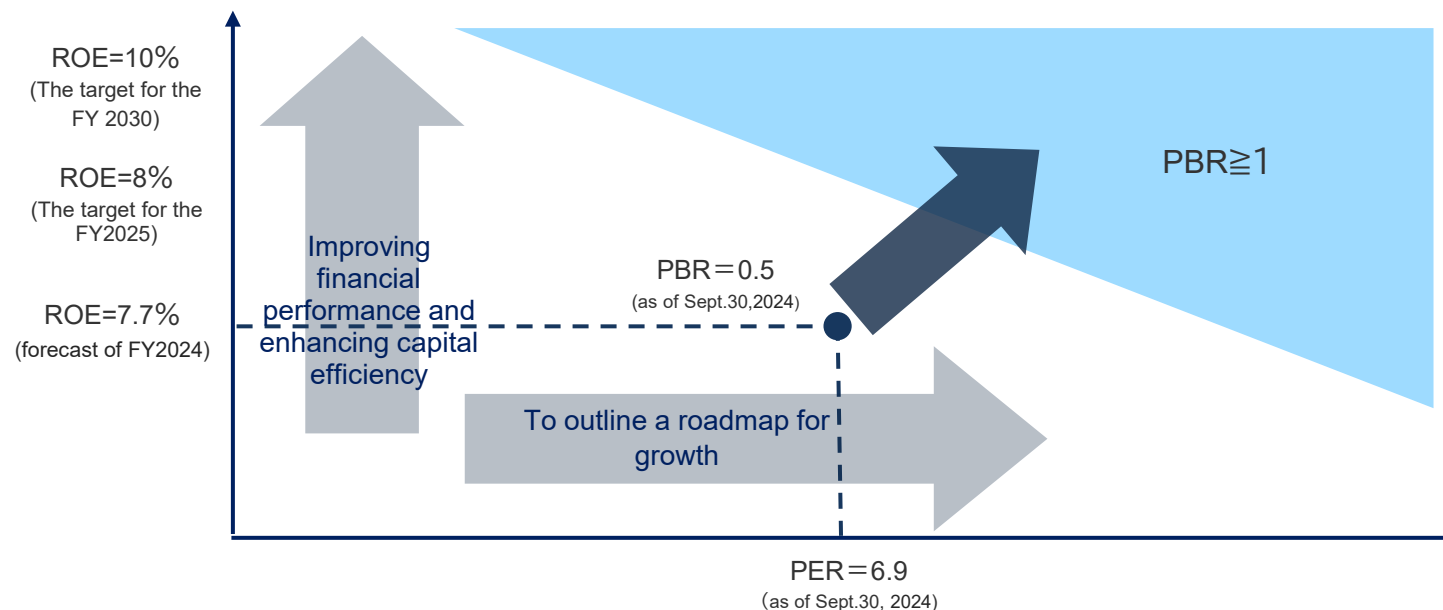 ROE=10%
(The target for the
FY 2030)
ROE=8%
(The target for the
FY2025)
ROE=7.7%
(forecast of FY2024)
Improving
financial
performance and
enhancing capital
efficiency
To outline a roadmap for
growth
PBR＝0.5
(as of Sept.30,2024)
PBR≧1
PER＝6.9
（as of Sept.30, 2024)